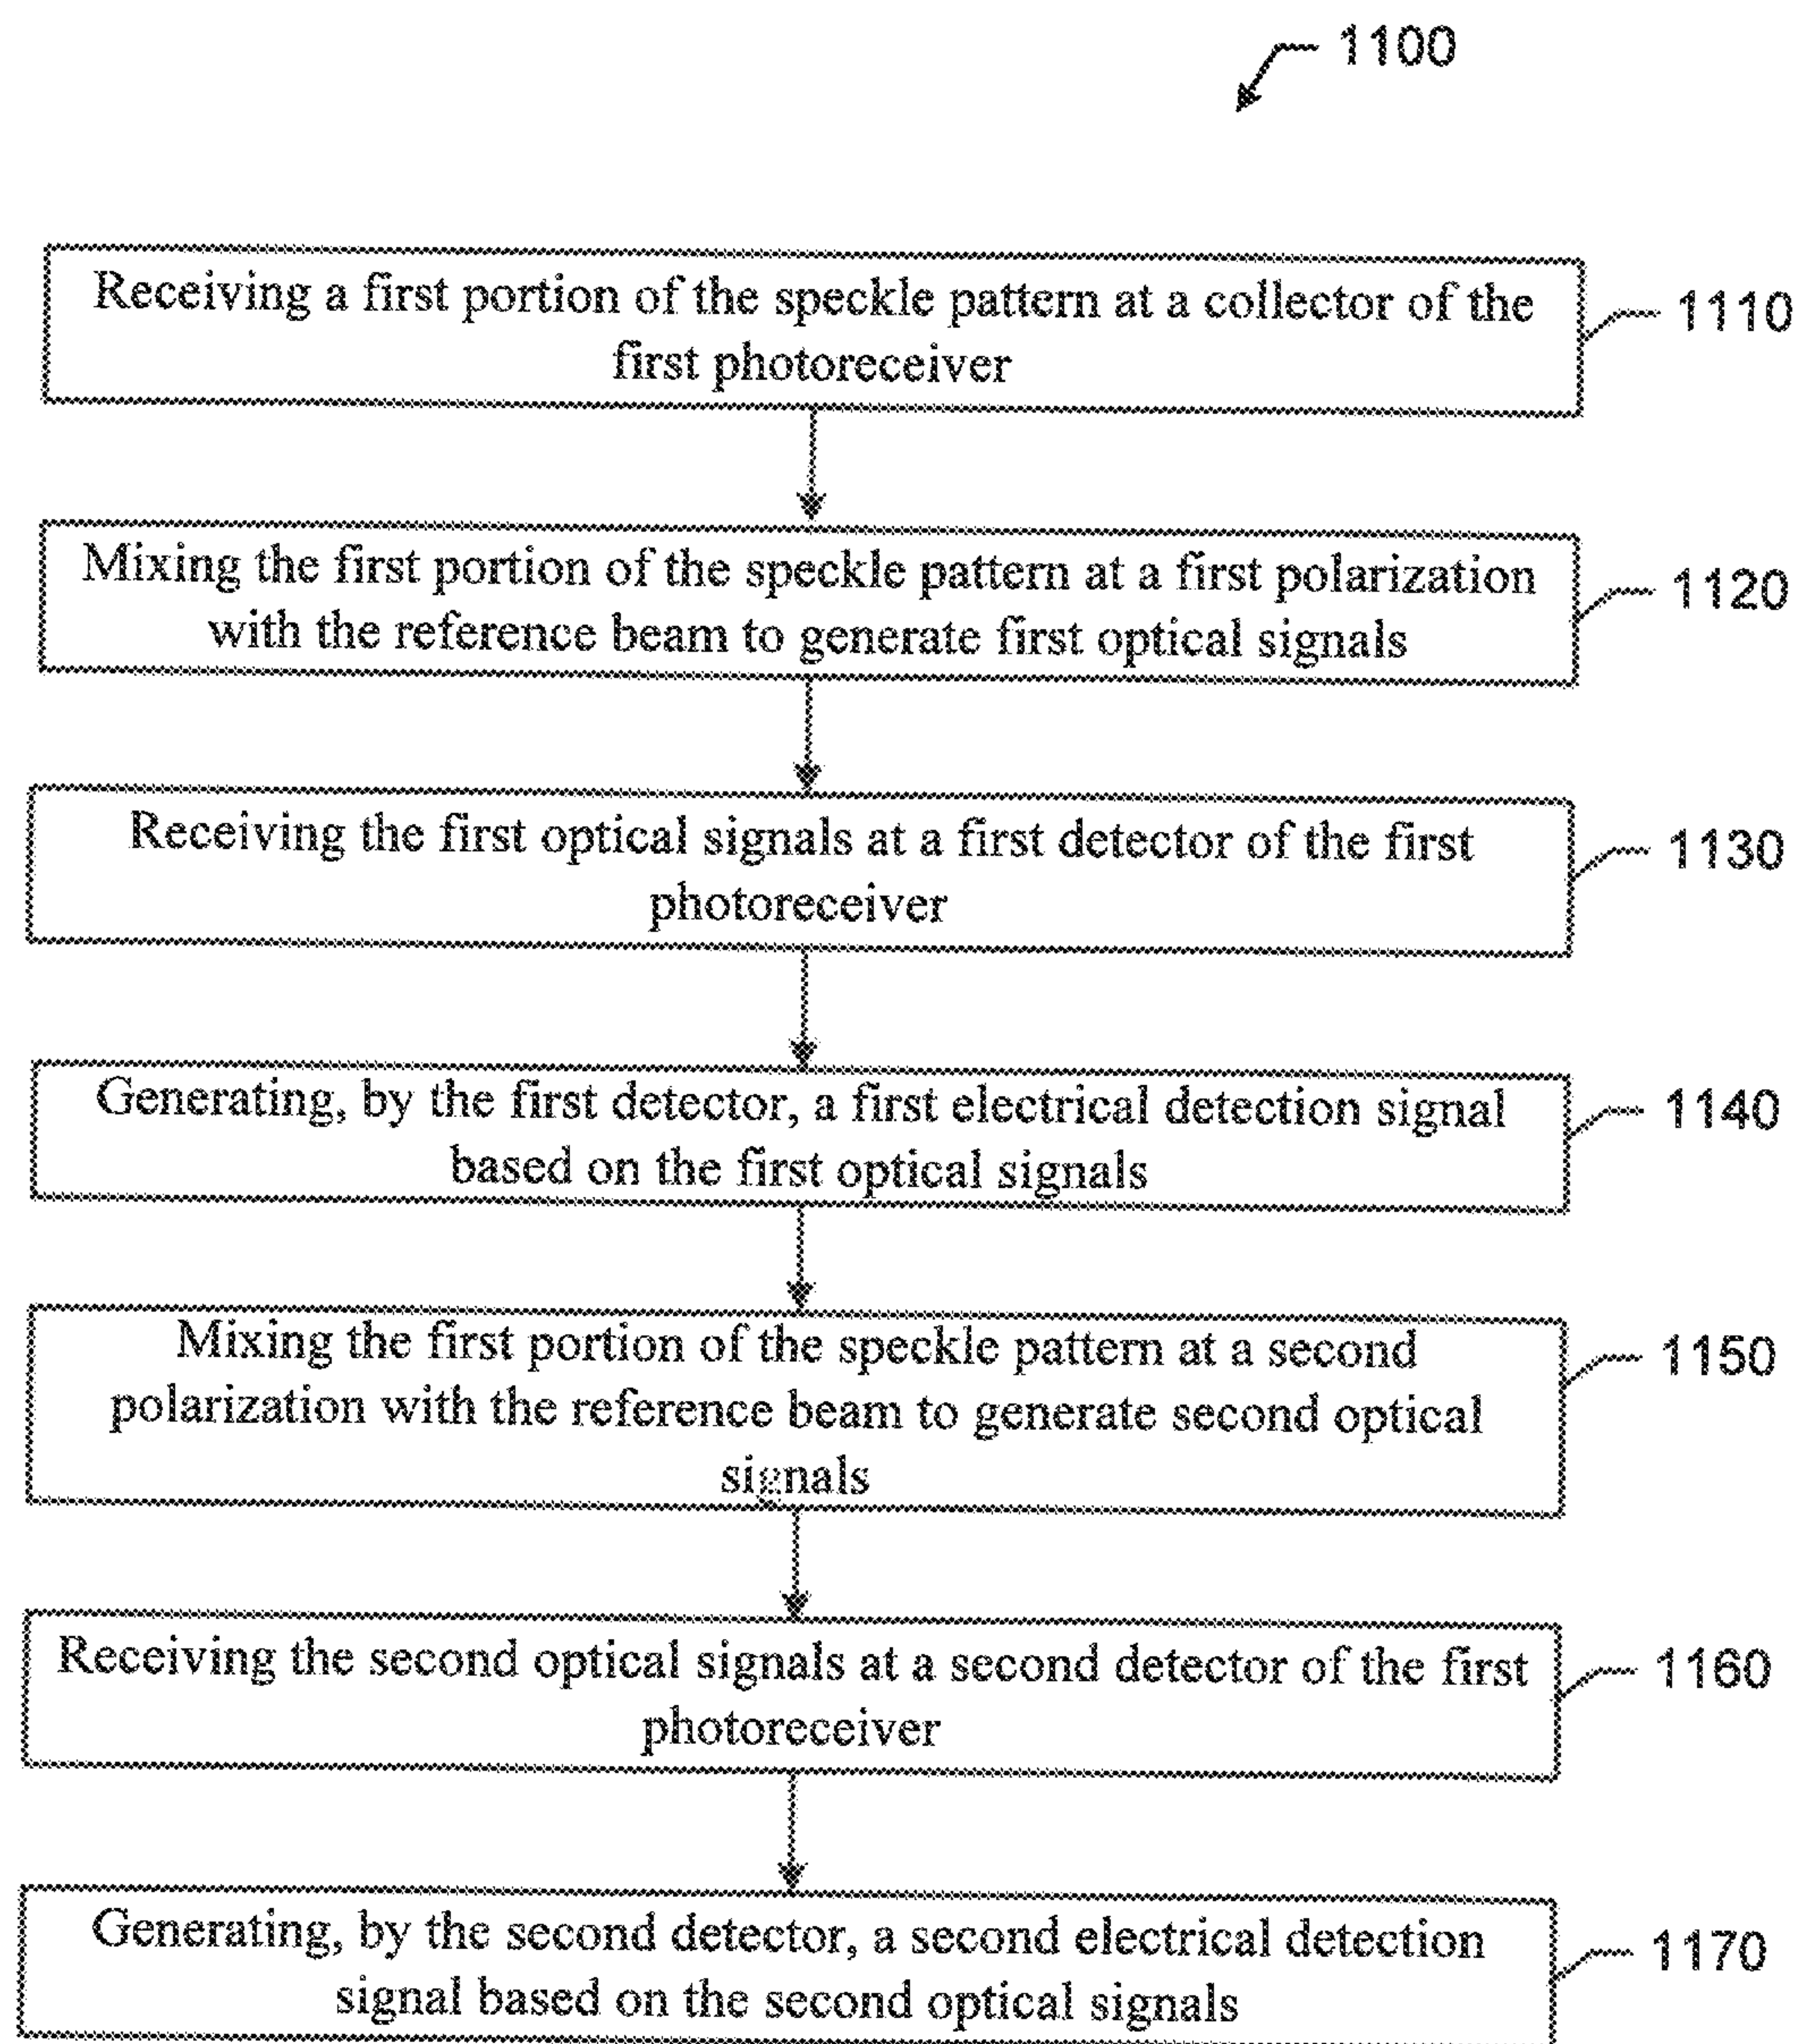 1100
Receiving a first portion of the speckle pattern at a collector of the
first photoreceiver
1110
Mixing the first portion of the speckle pattern at a first polarization
with the reference beam to generate first optical signals
1120
Receiving the first optical signals at a first detector of the first
photoreceiver
1130
Generating, by the first detector, a first electrical detection signal
based on the first optical signals
1140
Mixing the first portion of the speckle pattern at a second
polarization with the reference beam to generate second optical
signals
1150
Receiving the second optical signals at a second detector of the first
photoreceiver
1160
Generating, by the second detector, a second electrical detection
signal based on the second optical signals
1170